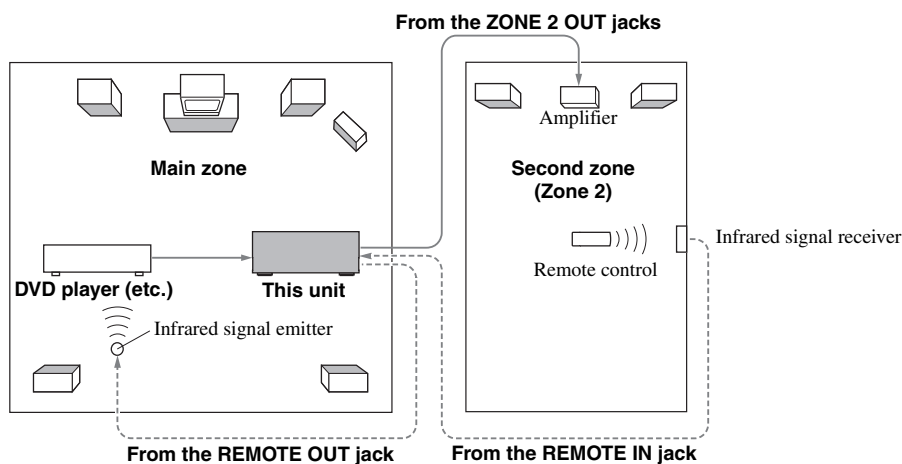 From the ZONE 2 OUT jacks
Amplifier
Main zone
Second zone
(Zone 2)
Infrared signal receiver
Remote control
DVD player (etc.)
This unit
Infrared signal emitter
From the REMOTE OUT jack
From the REMOTE IN jack